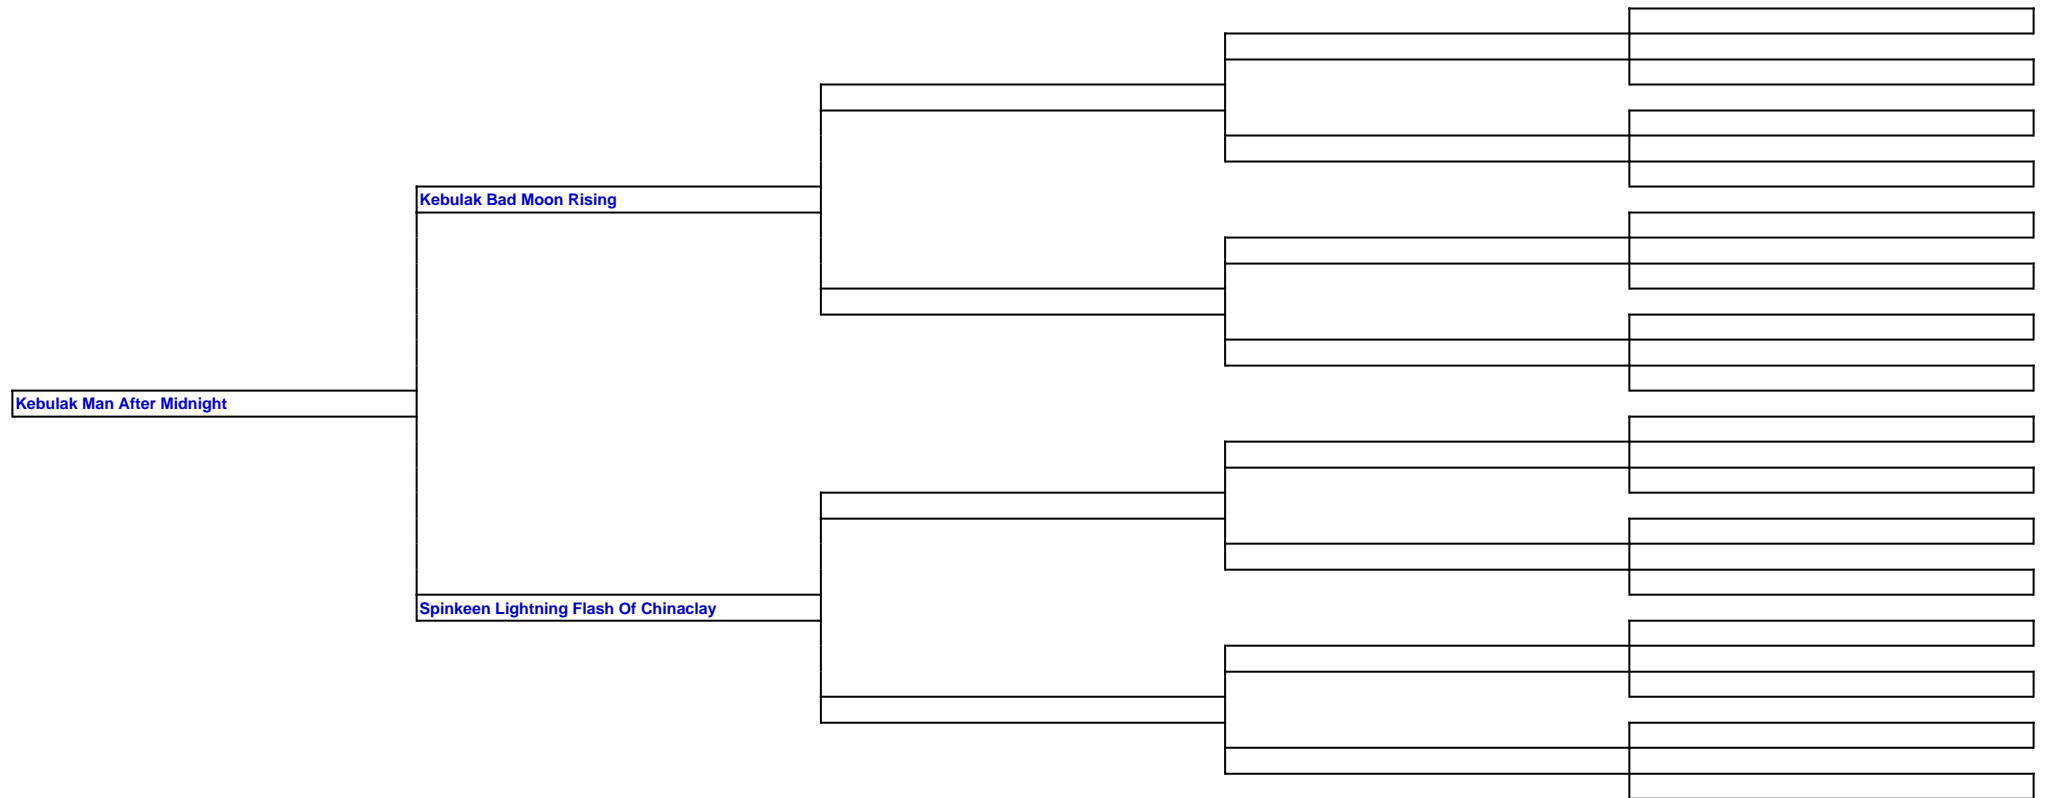 Kebulak Bad Moon Rising
Kebulak Man After Midnight
Spinkeen Lightning Flash Of Chinaclay